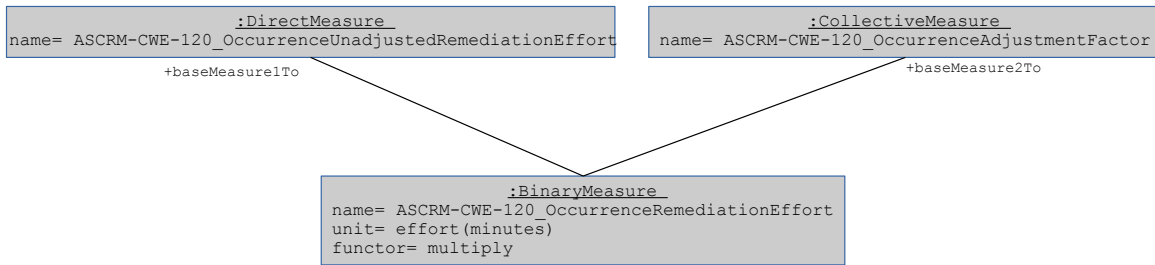 :DirectMeasure
name= ASCRM-CWE-120_OccurrenceUnadjustedRemediationEffort
:CollectiveMeasure
name= ASCRM-CWE-120_OccurrenceAdjustmentFactor
+baseMeasure1To
+baseMeasure2To
:BinaryMeasure
name= ASCRM-CWE-120_OccurrenceRemediationEffort
unit= effort(minutes)
functor= multiply